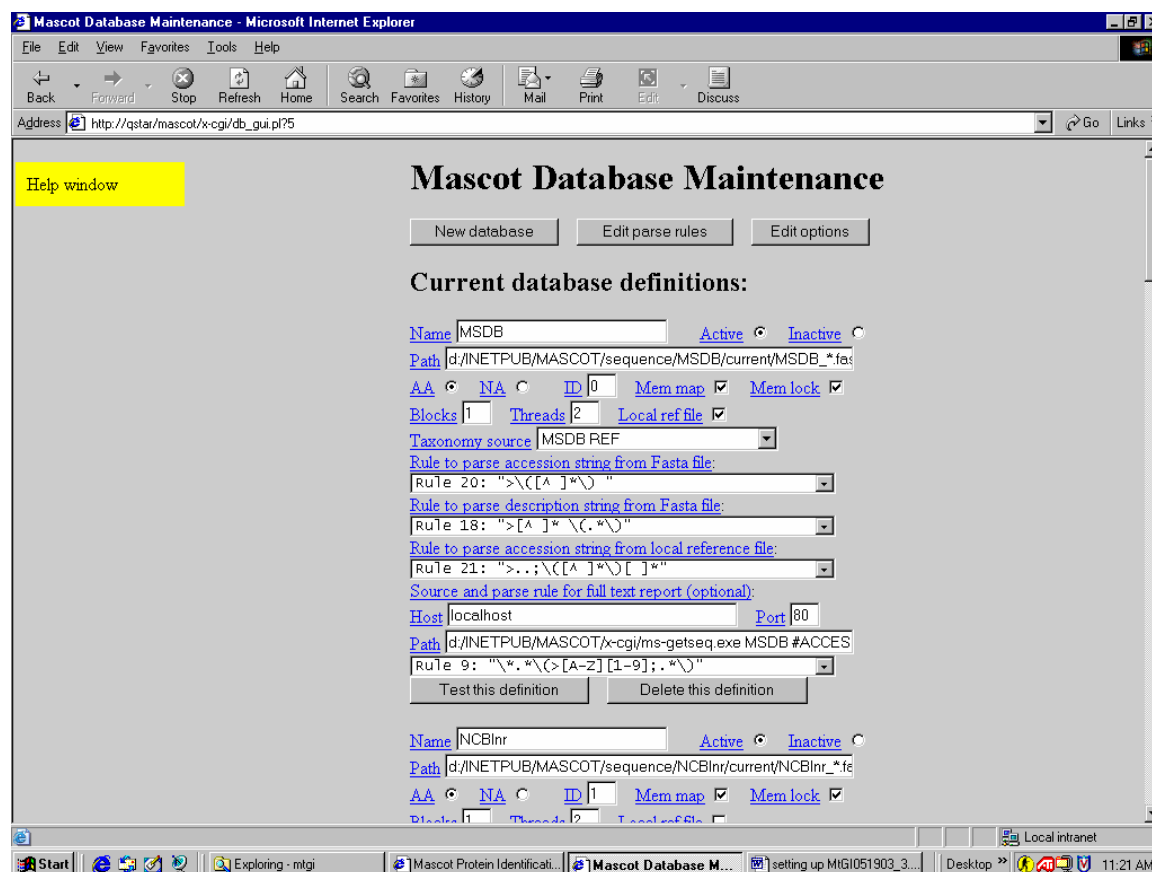 Mascot Database Maintenance - Microsoft Internet Explorer
File Edit View Favorites Tools Help
Back Forward Stop Refresh Home Search Favorites History Mail Print Edit Discuss
Address http://qstar/mascot/x-cgi/db_gui.pl?5 Go Links
Help window
Mascot Database Maintenance
New database Edit parse rules Edit options
Current database definitions:
Name MSDB Active Inactive
Path d:/INETPUB/MASCOT/sequence/MSDB/current/MSDB_*.fas
AA NA ID 0 Mem map Mem lock
Blocks 1 Threads 2 Local ref file
Taxonomy source MSDB REF
Rule to parse accession string from Fasta file:
Rule 20: ">\([^ ]*\) "
Rule to parse description string from Fasta file:
Rule 18: ">[^ ]* \(.*\)"
Rule to parse accession string from local reference file:
Rule 21: ">..;\([^ ]*\)[ ]*"
Source and parse rule for full text report (optional):
Host localhost Port 80
Path d:/INETPUB/MASCOT/x-cgi/ms-getseq.exe MSDB #ACCES
Rule 9: "\*.*\(>[A-Z][1-9];.*\)"
Test this definition Delete this definition
Name NCBInr Active Inactive
Path d:/INETPUB/MASCOT/sequence/NCBInr/current/NCBInr_*.fa
AA NA ID 1 Mem map Mem lock
Blocks 1 Threads 2 Local ref file
Local intranet
Start Exploring - mtgi Mascot Protein Identificati... Mascot Database M... setting up MtGI051903_3.... Desktop » 11:21 AM